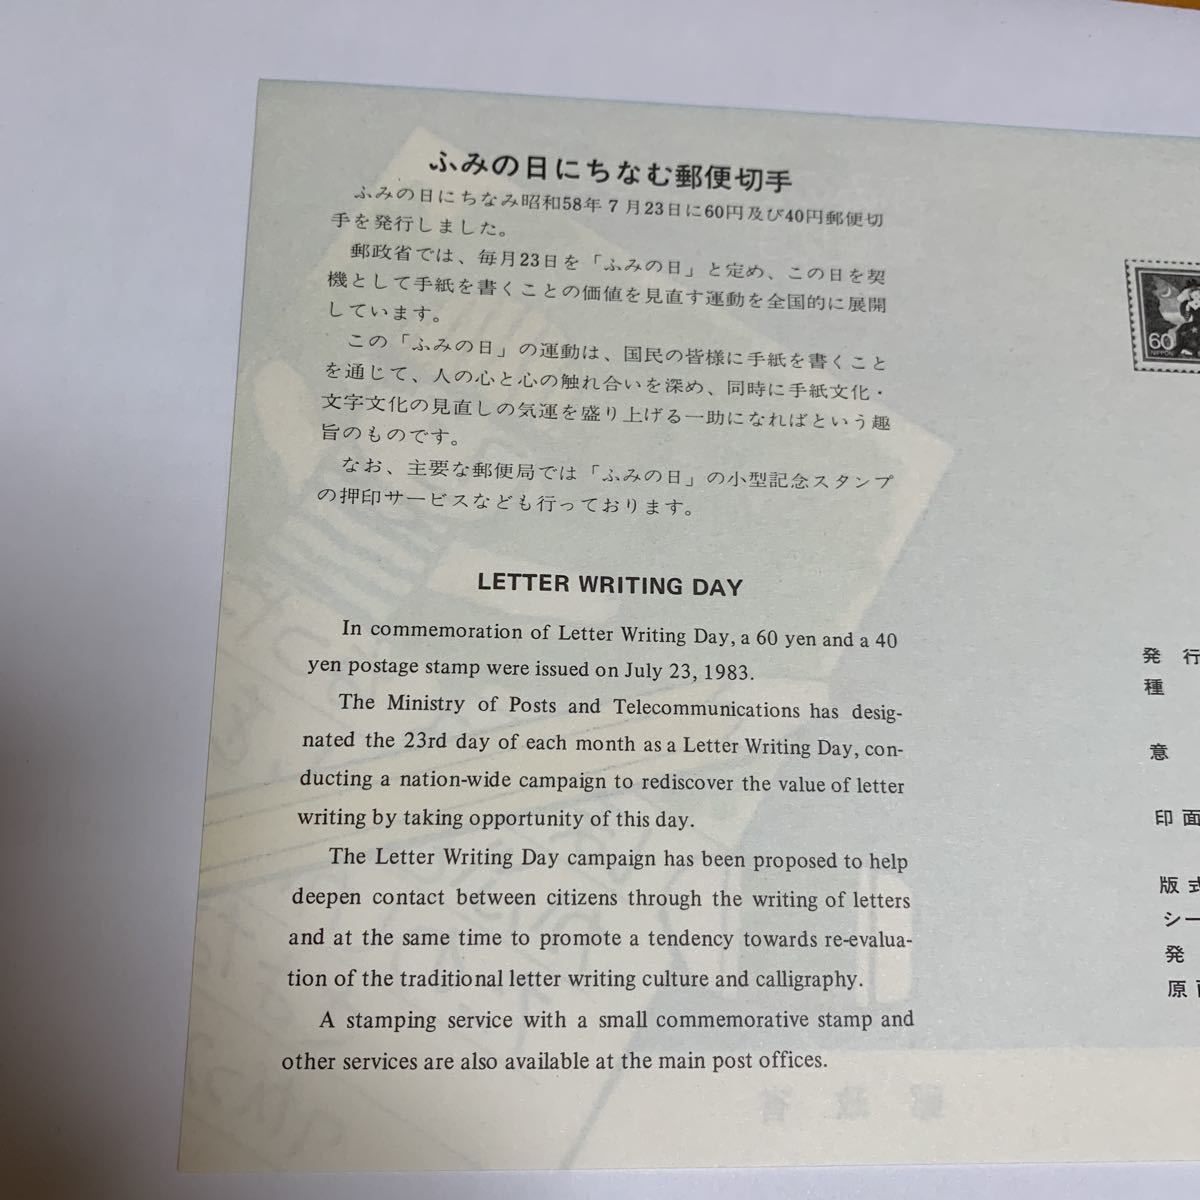 ふみの日にちなむ郵便切手
ふみの日にちなみ昭和58年7月23日に60円及び40円郵便切
手を発行しました。
郵政省では、毎月23日を「ふみの日」と定め、この日を契
機として手紙を書くことの価値を見直す運動を全国的に展開
しています。
この「ふみの日」の運動は、国民の皆様に手紙を書くこと
を通じて、人の心と心の触れ合いを深め、同時に手紙文化・
文字文化の見直しの気運を盛り上げる一助になればという趣
旨のものです。
なお、主要な郵便局では「ふみの日」の小型記念スタンプ
の押印サービスなども行っております。
LETTER WRITING DAY
In commemoration of Letter Writing Day, a 60 yen and a 40
yen postage stamp were issued on July 23, 1983.
The Ministry of Posts and Telecommunications has desig-
nated the 23rd day of each month as a Letter Writing Day, con-
ducting a nation-wide campaign to rediscover the value of letter
writing by taking opportunity of this day.
The Letter Writing Day campaign has been proposed to help
deepen contact between citizens through the writing of letters
and at the same time to promote a tendency towards re-evalua-
tion of the traditional letter writing culture and calligraphy.
A stamping service with a small commemorative stamp and
other services are also available at the main post offices.
60
NIPPON
発行
種
意
印面
版式
シー
発
原画